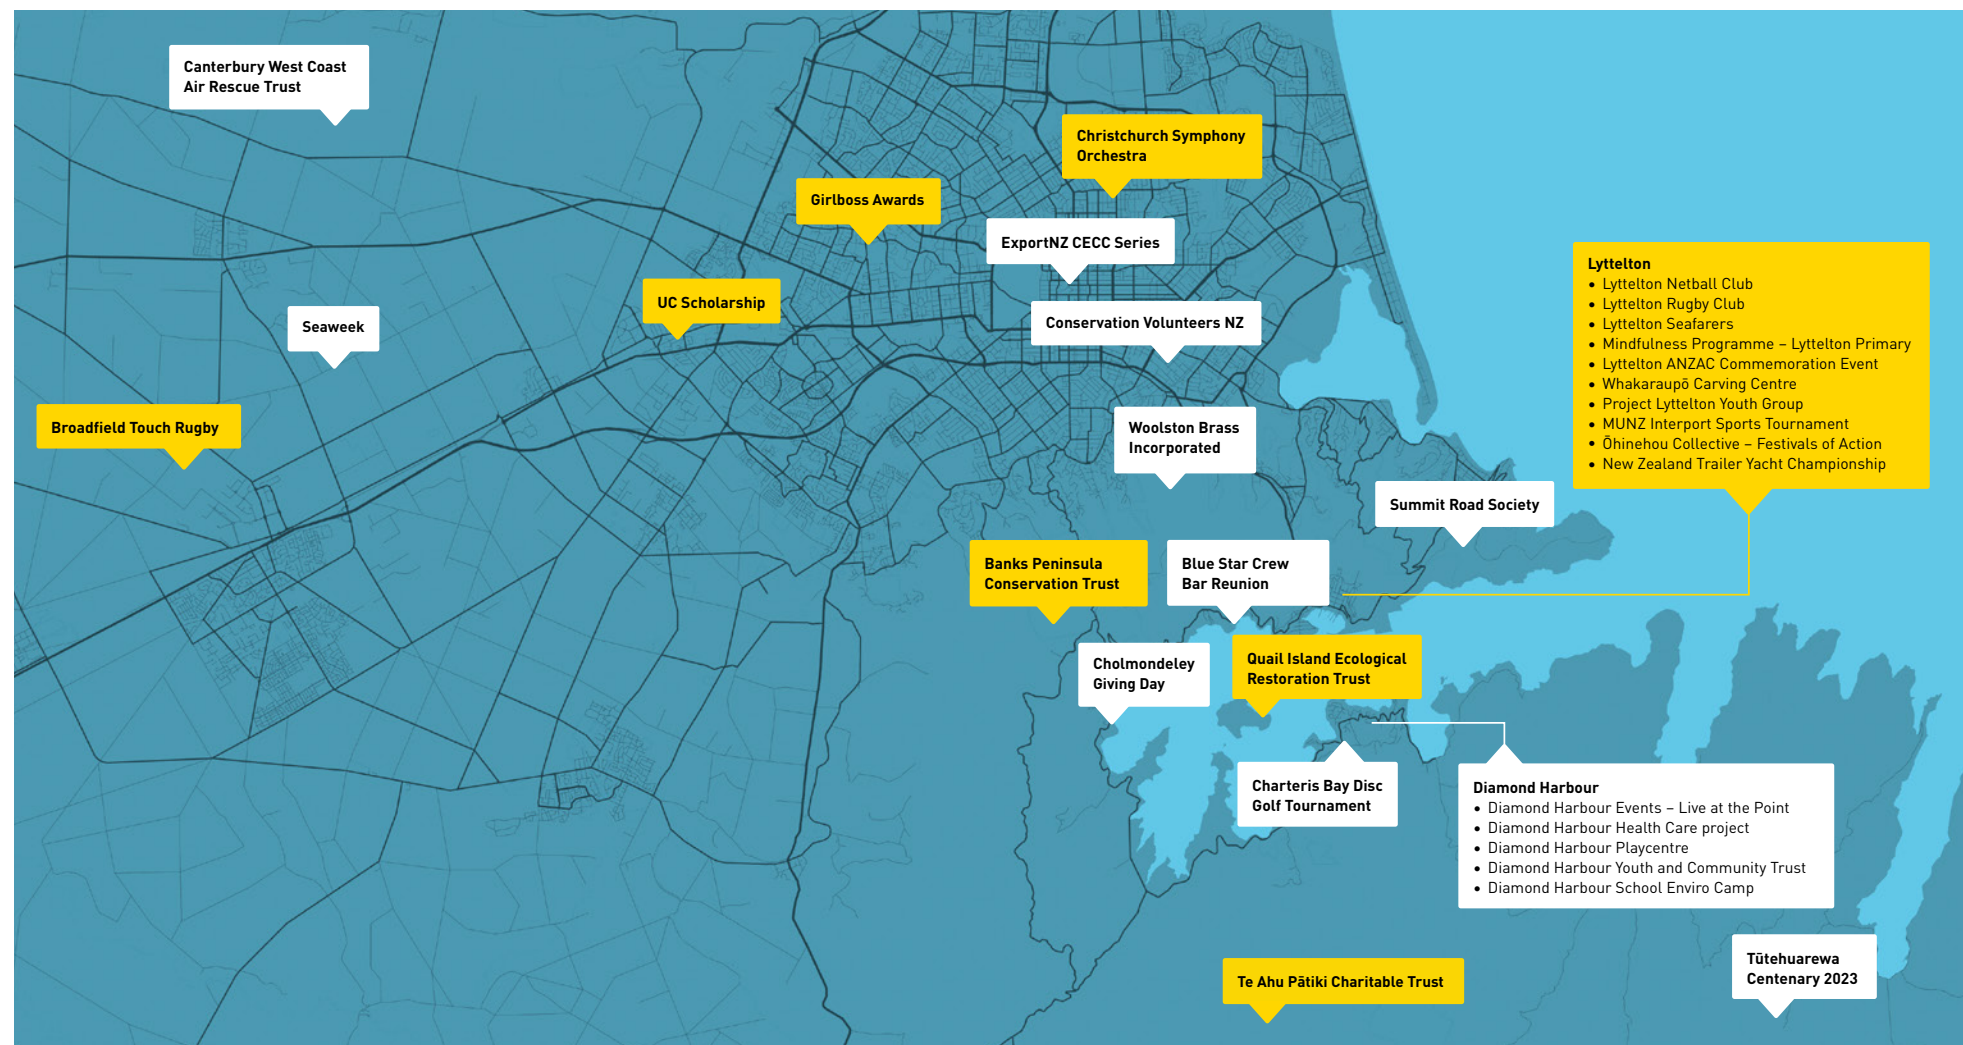 Canterbury West Coast
Air Rescue Trust
Christchurch Symphony
Orchestra
Girlboss Awards
ExportNZ CECC Series
Lyttelton
• Lyttelton Netball Club
• Lyttelton Rugby Club
• Lyttelton Seafarers
• Mindfulness Programme – Lyttelton Primary
• Lyttelton ANZAC Commemoration Event
• Whakaraupō Carving Centre
• Project Lyttelton Youth Group
• MUNZ Interport Sports Tournament
• Ōhinehou Collective – Festivals of Action
• New Zealand Trailer Yacht Championship
UC Scholarship
Seaweek
Conservation Volunteers NZ
Broadfield Touch Rugby
Woolston Brass
Incorporated
Summit Road Society
Banks Peninsula
Conservation Trust
Blue Star Crew
Bar Reunion
Cholmondeley
Giving Day
Quail Island Ecological
Restoration Trust
Charteris Bay Disc
Golf Tournament
Diamond Harbour
• Diamond Harbour Events – Live at the Point
• Diamond Harbour Health Care project
• Diamond Harbour Playcentre
• Diamond Harbour Youth and Community Trust
• Diamond Harbour School Enviro Camp
Te Ahu Pātiki Charitable Trust
Tūtehuarewa
Centenary 2023